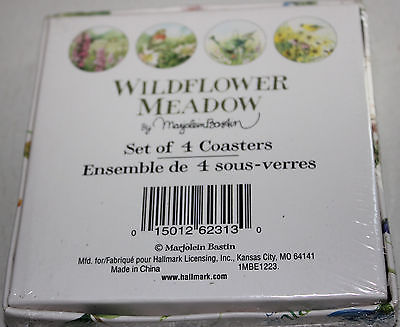 WILDFLOWER
MEADOW
by Marjolein Bastin
Set of 4 Coasters
Ensemble de 4 sous-verres
0 15012 62313 0
© Marjolein Bastin
Mfd. for/Fabriqué pour Hallmark Licensing, Inc., Kansas City, MO 64141
Made in China 1MBE1223
www.hallmark.com